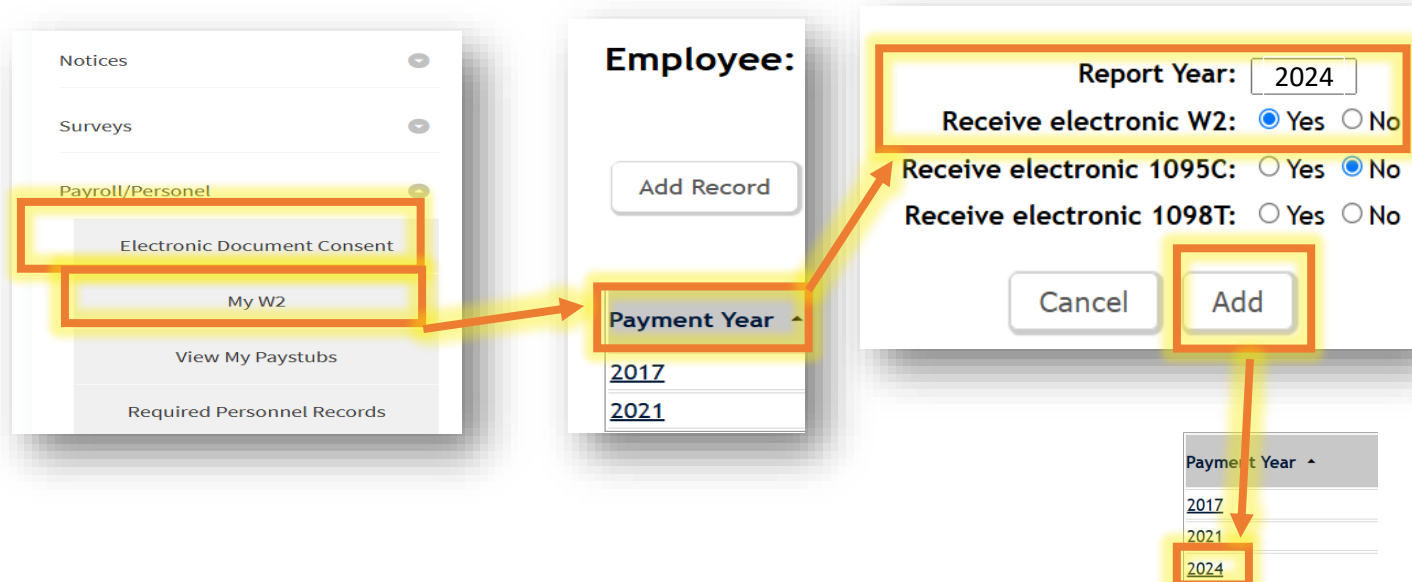 Notices
Surveys
Payroll/Personel
Electronic Document Consent
My W2
View My Paystubs
Required Personnel Records
Employee:
Add Record
Payment Year
2017
2021
Report Year: 2024
Receive electronic W2: Yes No
Receive electronic 1095C: Yes No
Receive electronic 1098T: Yes No
Cancel Add
Payment Year
2017
2021
2024